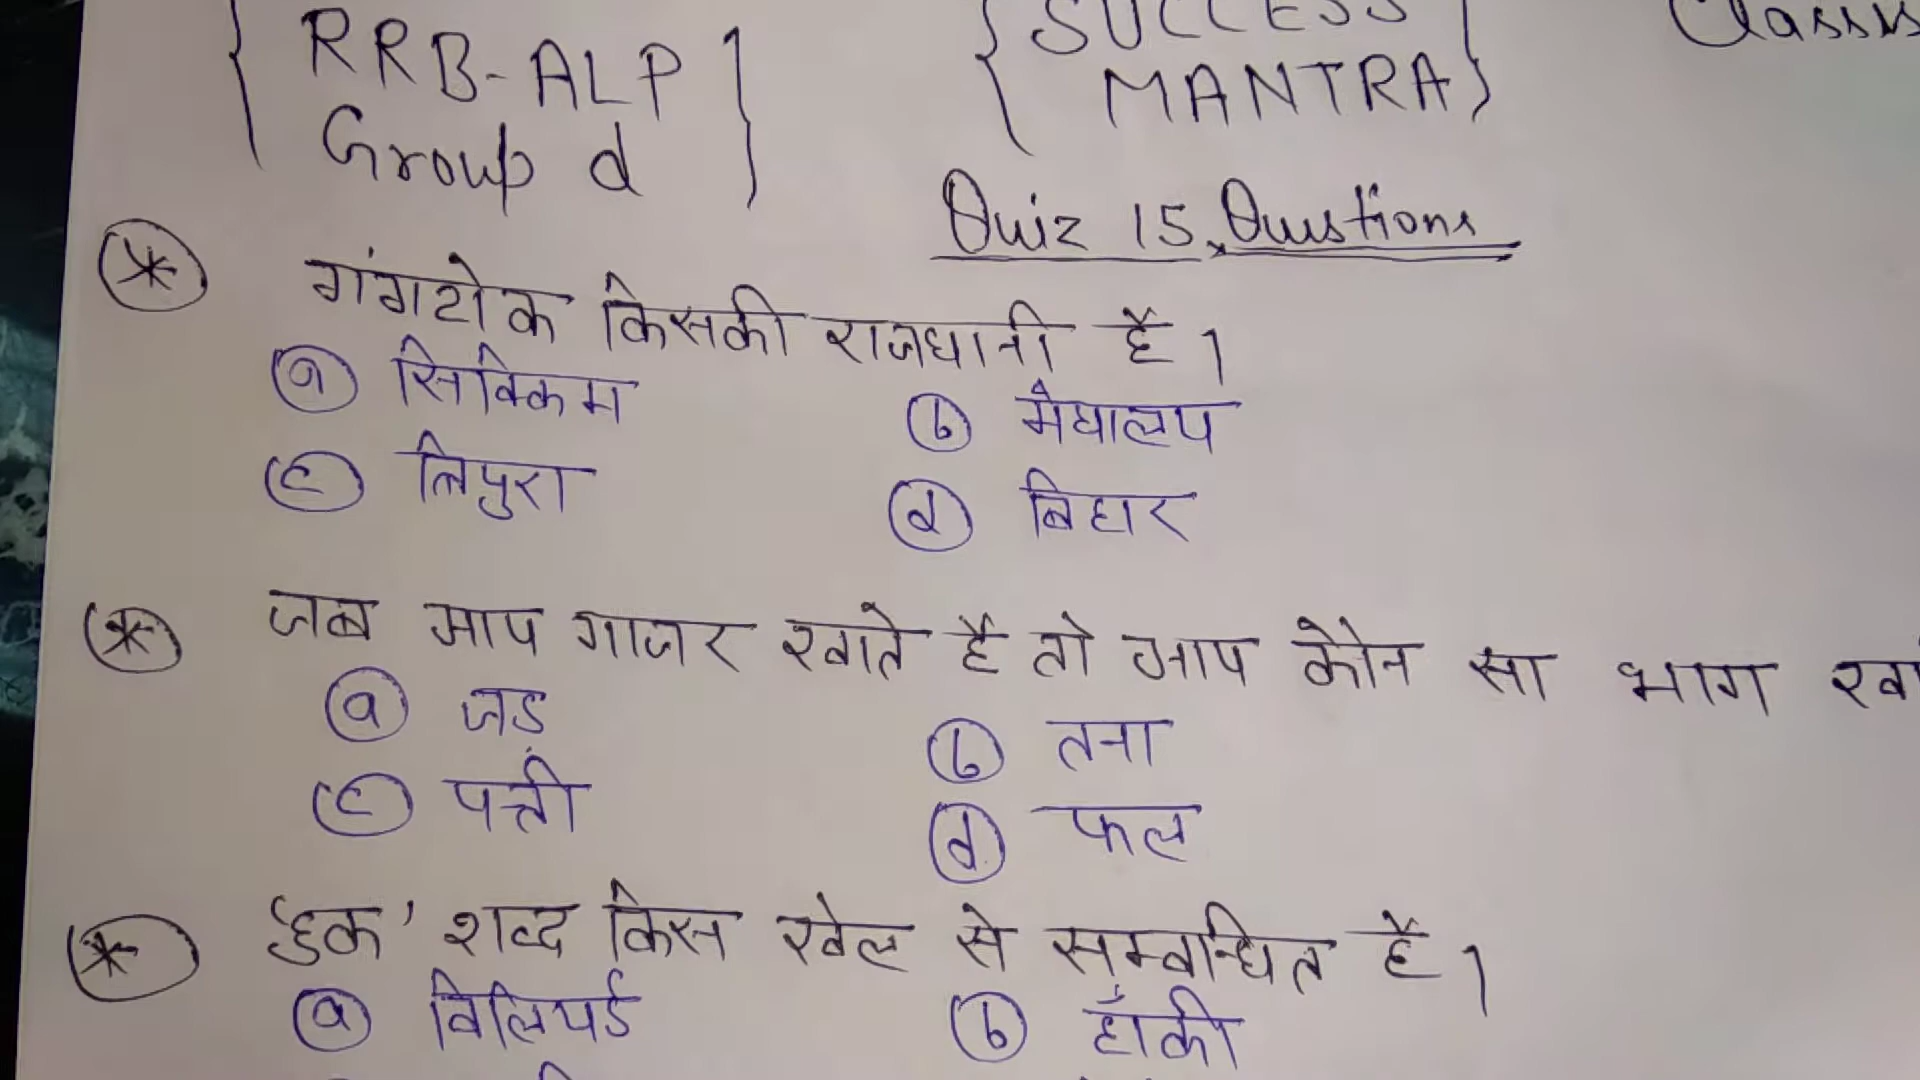 RRB-ALP
Group d
SUCCESS
MANTRA
Classes
Quiz 15 Questions
गंगटोक किसकी राजधानी है।
a सिक्किम
b मेघालय
c त्रिपुरा
d बिहार
जब आप गाजर खाते हैं तो आप कौन सा भाग
a जड़
b तना
c पत्ती
d फल
'हुक' शब्द किस खेल से सम्बन्धित है।
a विलियर्ड
b हॉकी